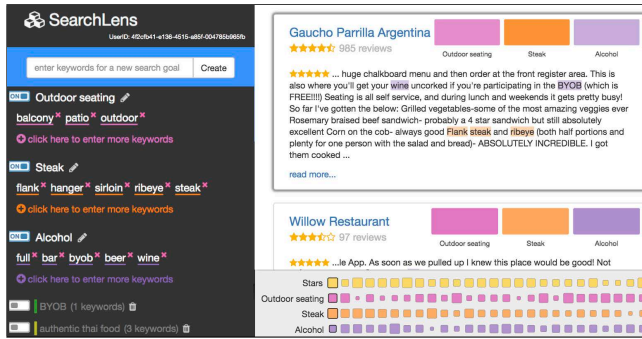 SearchLens
UserID: 4f2cfb41-e136-4515-a85f-004785b965fb
enter keywords for a new search goal Create
ON Outdoor seating
balcony× patio× outdoor×
click here to enter more keywords
ON Steak
flank× hanger× sirloin× ribeye× steak×
click here to enter more keywords
ON Alcohol
full× bar× byob× beer× wine×
click here to enter more keywords
BYOB (1 keywords)
authentic thai food (3 keywords)
Gaucho Parrilla Argentina
985 reviews
Outdoor seating Steak Alcohol
... huge chalkboard menu and then order at the front register area. This is
also where you'll get your wine uncorked if you're participating in the BYOB (which is
FREE!!!!) Seating is all self service, and during lunch and weekends it gets pretty busy!
So far I've gotten the below: Grilled vegetables-some of the most amazing veggies ever
Rosemary braised beef sandwich- probably a 4 star sandwich but still absolutely
excellent Corn on the cob- always good Flank steak and ribeye (both half portions and
plenty for one person with the salad and bread)- ABSOLUTELY INCREDIBLE. I got
them cooked ...
read more...
Willow Restaurant
97 reviews
Outdoor seating Steak Alcohol
...le App. As soon as we pulled up I knew this place would be good! Not
Stars
Outdoor seating
Steak
Alcohol